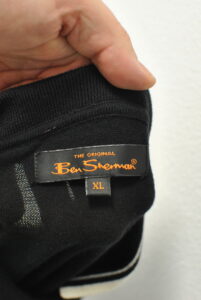 THE ORIGINAL
Ben Sherman®
XL